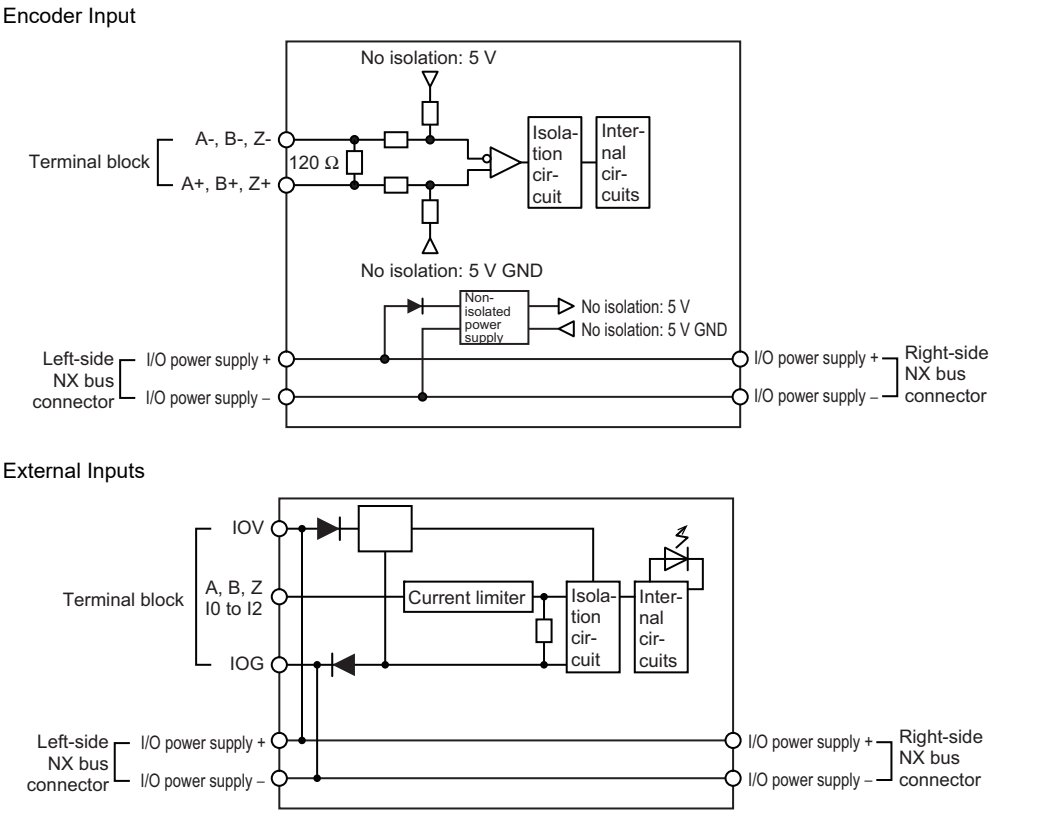 Encoder Input
No isolation: 5 V
A-, B-, Z-
Terminal block
120 Ω
A+, B+, Z+
Isola-
tion
cir-
cuit
Inter-
nal
cir-
cuits
No isolation: 5 V GND
Non-
isolated
power
supply
No isolation: 5 V
No isolation: 5 V GND
Left-side
NX bus
connector
I/O power supply +
I/O power supply –
I/O power supply +
I/O power supply –
Right-side
NX bus
connector
External Inputs
IOV
Terminal block
A, B, Z
I0 to I2
IOG
Current limiter
Isola-
tion
cir-
cuit
Inter-
nal
cir-
cuits
Left-side
NX bus
connector
I/O power supply +
I/O power supply –
I/O power supply +
I/O power supply –
Right-side
NX bus
connector